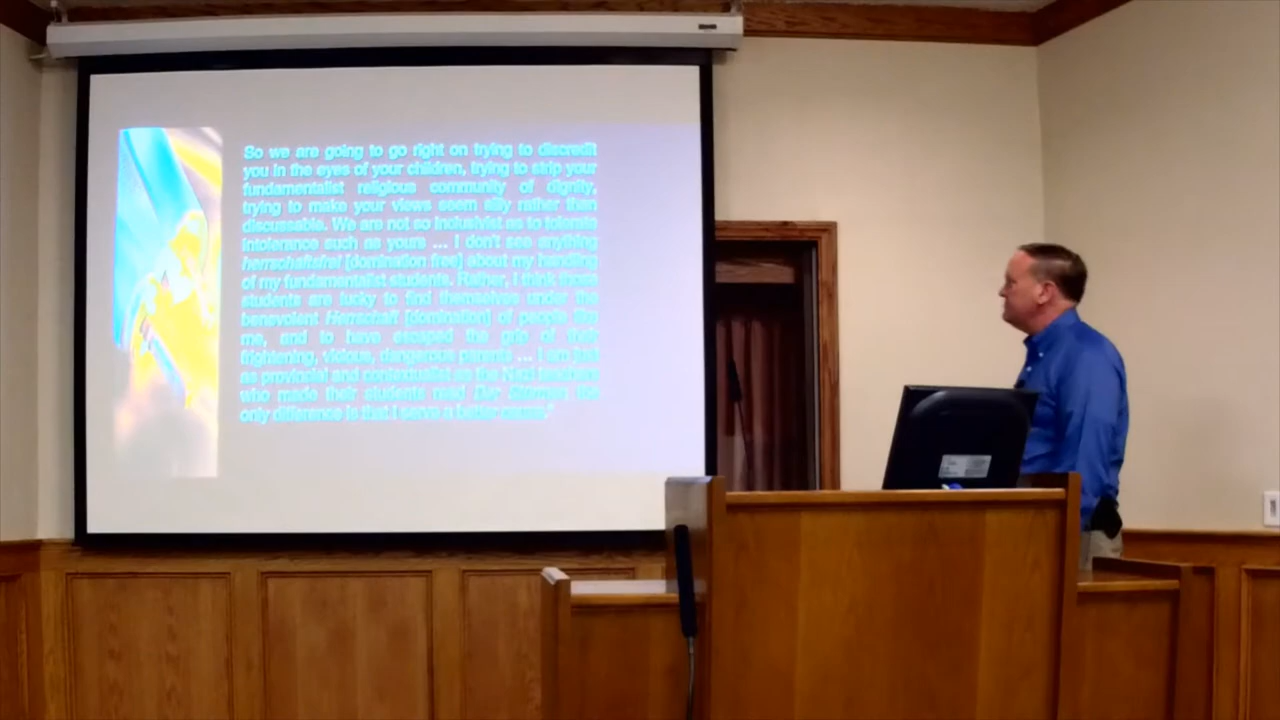 So we are going to go right on trying to discredit
you in the eyes of your children, trying to strip your
fundamentalist religious community of dignity,
trying to make your views seem silly rather than
discussable. We are not so inclusivist as to tolerate
intolerance such as yours ... I don't see anything
herrschaftsfrei [domination free] about my handling
of my fundamentalist students. Rather, I think those
students are lucky to find themselves under the
benevolent Herrschaft [domination] of people like
me, and to have escaped the grip of their
frightening, vicious, dangerous parents ... I am just
as provincial and contextualist as the Nazi teachers
who made their students read Der Stürmer; the
only difference is that I serve a better cause."